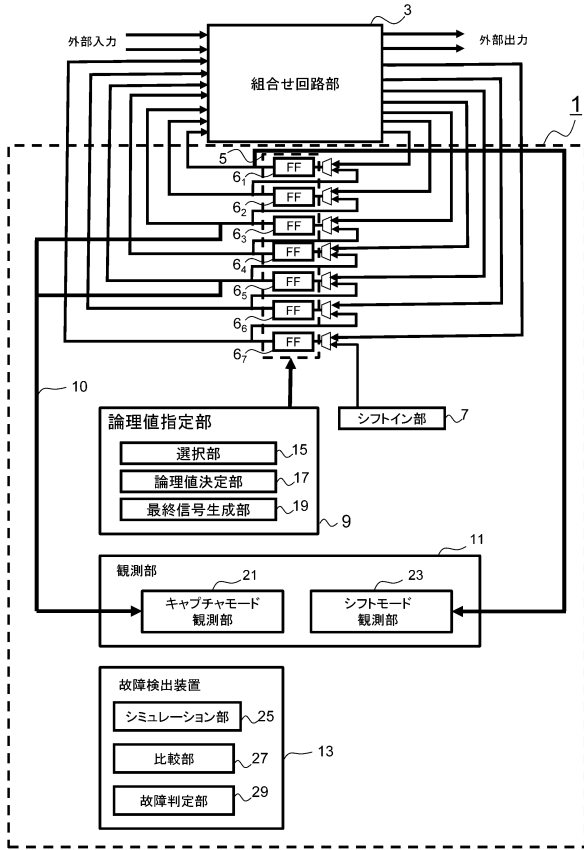 3
外部入力
外部出力
組合せ回路部
1
5
6₁ FF
6₂ FF
6₃ FF
6₄ FF
6₅ FF
6₆ FF
6₇ FF
10
論理値指定部
選択部 15
論理値決定部 17
最終信号生成部 19
9
シフトイン部 7
11
観測部
21
キャプチャモード
観測部
23
シフトモード
観測部
故障検出装置
シミュレーション部 25
比較部 27
故障判定部 29
13